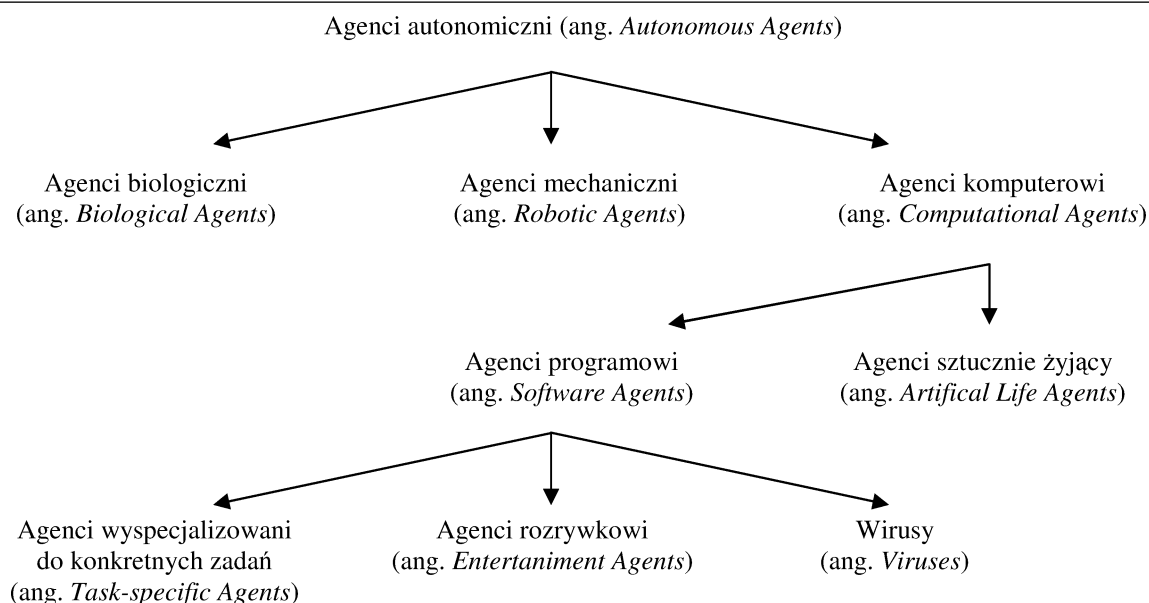 Agenci autonomiczni (ang. Autonomous Agents)
Agenci biologiczni
(ang. Biological Agents)
Agenci mechaniczni
(ang. Robotic Agents)
Agenci komputerowi
(ang. Computational Agents)
Agenci programowi
(ang. Software Agents)
Agenci sztucznie żyjący
(ang. Artifical Life Agents)
Agenci wyspecjalizowani
do konkretnych zadań
(ang. Task-specific Agents)
Agenci rozrywkowi
(ang. Entertaniment Agents)
Wirusy
(ang. Viruses)